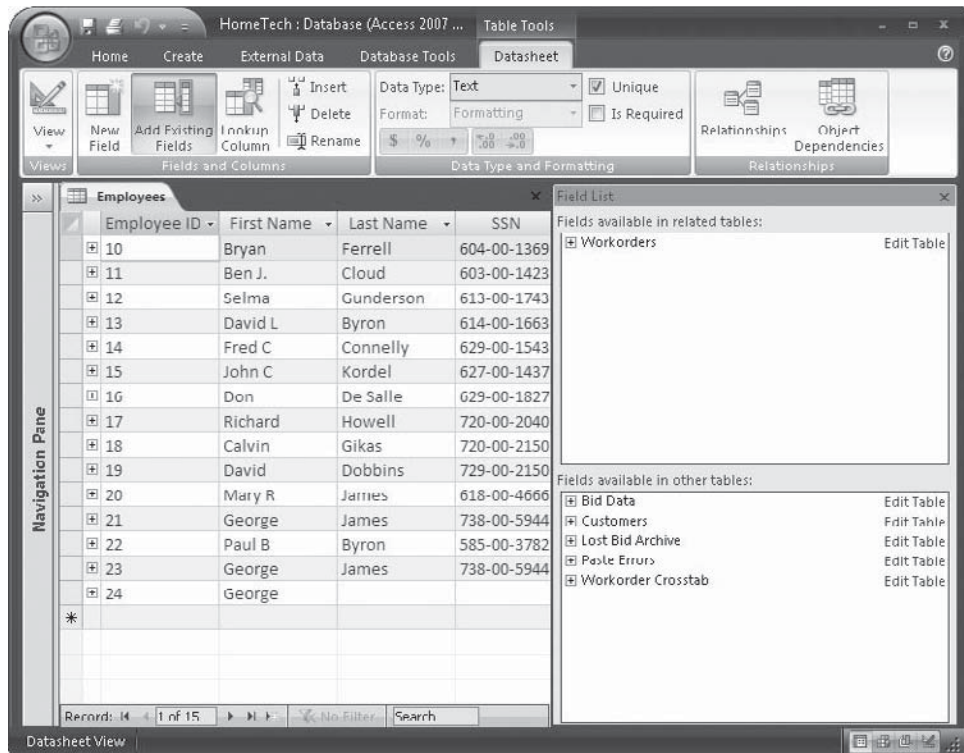 HomeTech : Database (Access 2007 ... Table Tools
Home Create External Data Database Tools Datasheet
View
Views
New Field
Add Existing Fields
Lookup Column
Insert
Delete
Rename
Fields and Columns
Data Type: Text
Format: Formatting
$ % , .00 .00
Unique
Is Required
Data Type and Formatting
Relationships
Object Dependencies
Relationships
Navigation Pane
Employees
Employee ID First Name Last Name SSN
10 Bryan Ferrell 604-00-1369
11 Ben J. Cloud 603-00-1423
12 Selma Gunderson 613-00-1743
13 David L Byron 614-00-1663
14 Fred C Connelly 629-00-1543
15 John C Kordel 627-00-1437
16 Don De Salle 629-00-1827
17 Richard Howell 720-00-2040
18 Calvin Gikas 720-00-2150
19 David Dobbins 729-00-2150
20 Mary R James 618-00-4666
21 George James 738-00-5944
22 Paul B Byron 585-00-3782
23 George James 738-00-5944
24 George
Record: 1 of 15 No Filter Search
Field List
Fields available in related tables:
Workorders Edit Table
Fields available in other tables:
Bid Data Edit Table
Customers Edit Table
Lost Bid Archive Edit Table
Paste Errors Edit Table
Workorder Crosstab Edit Table
Datasheet View